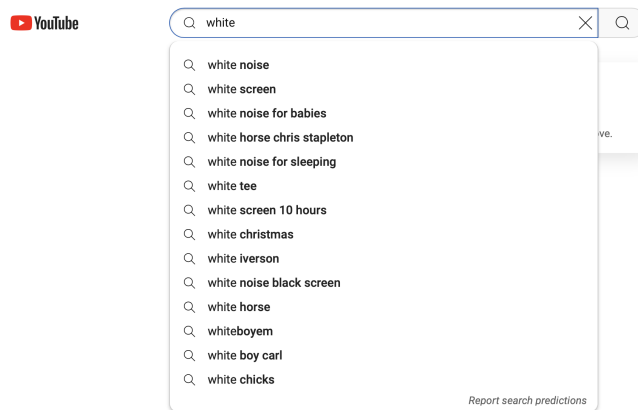 YouTube
white
white noise
white screen
white noise for babies
white horse chris stapleton
white noise for sleeping
white tee
white screen 10 hours
white christmas
white iverson
white noise black screen
white horse
whiteboyem
white boy carl
white chicks
Report search predictions